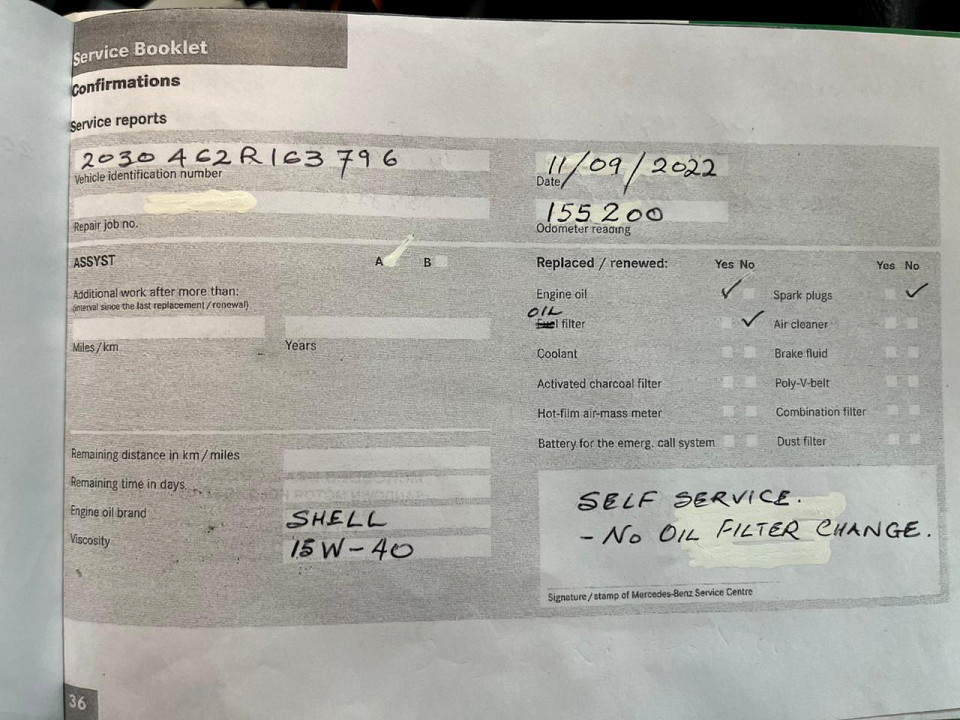 Service Booklet
Confirmations
Service reports
2030462R163796
Vehicle identification number
11/09/2022
Date
Repair job no.
155200
Odometer reading
ASSYST A B
Additional work after more than:
(interval since the last replacement / renewal)
Miles / km Years
Replaced / renewed: Yes No Yes No
Engine oil ✓ Spark plugs ✓
OIL
Fuel filter ✓ Air cleaner
Coolant Brake fluid
Activated charcoal filter Poly-V-belt
Hot-film air-mass meter Combination filter
Battery for the emerg. call system Dust filter
Remaining distance in km / miles
Remaining time in days
Engine oil brand SHELL
Viscosity 15W-40
SELF SERVICE.
- NO OIL FILTER CHANGE.
Signature / stamp of Mercedes-Benz Service Centre
36